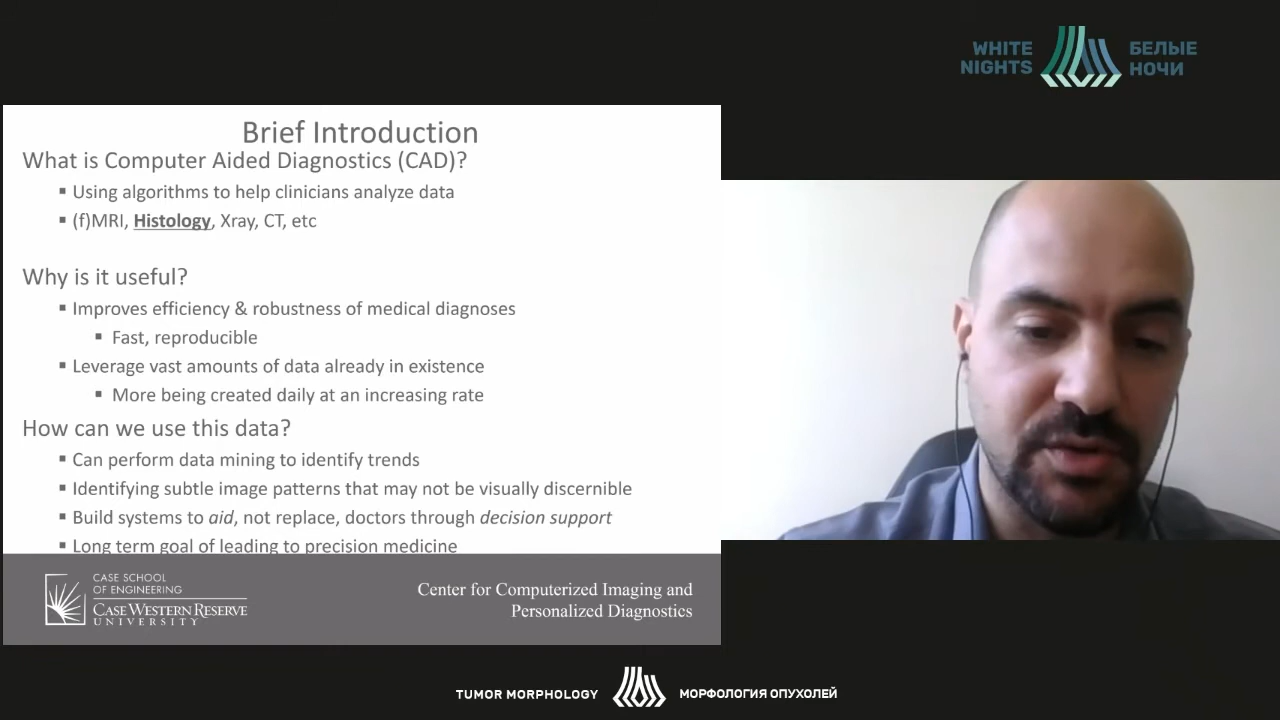 WHITE
NIGHTS
БЕЛЫЕ
НОЧИ
Brief Introduction
What is Computer Aided Diagnostics (CAD)?
▪ Using algorithms to help clinicians analyze data
▪ (f)MRI, Histology, Xray, CT, etc
Why is it useful?
▪ Improves efficiency & robustness of medical diagnoses
▪ Fast, reproducible
▪ Leverage vast amounts of data already in existence
▪ More being created daily at an increasing rate
How can we use this data?
▪ Can perform data mining to identify trends
▪ Identifying subtle image patterns that may not be visually discernible
▪ Build systems to aid, not replace, doctors through decision support
▪ Long term goal of leading to precision medicine
CASE SCHOOL
OF ENGINEERING
CASE WESTERN RESERVE
UNIVERSITY
Center for Computerized Imaging and
Personalized Diagnostics
TUMOR MORPHOLOGY
МОРФОЛОГИЯ ОПУХОЛЕЙ